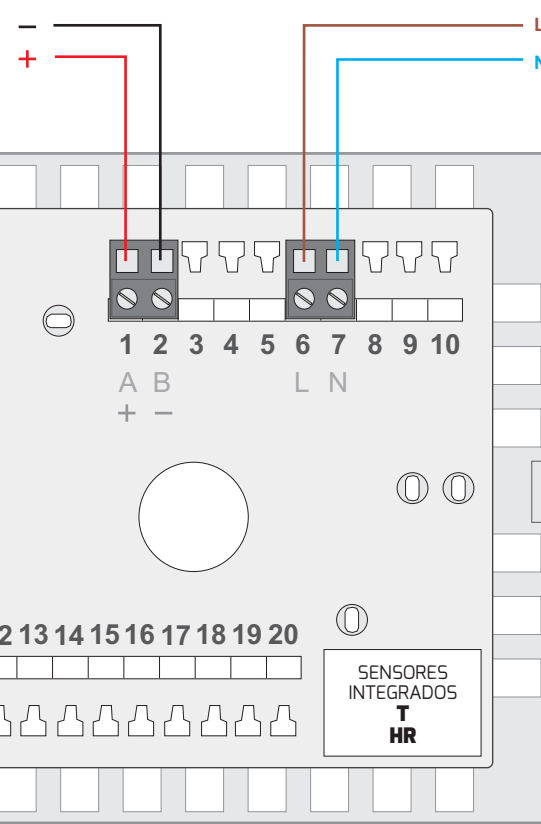 − L
+ N
1 2 3 4 5 6 7 8 9 10
A B L N
+ −
2 13 14 15 16 17 18 19 20
SENSORES
INTEGRADOS
T
HR